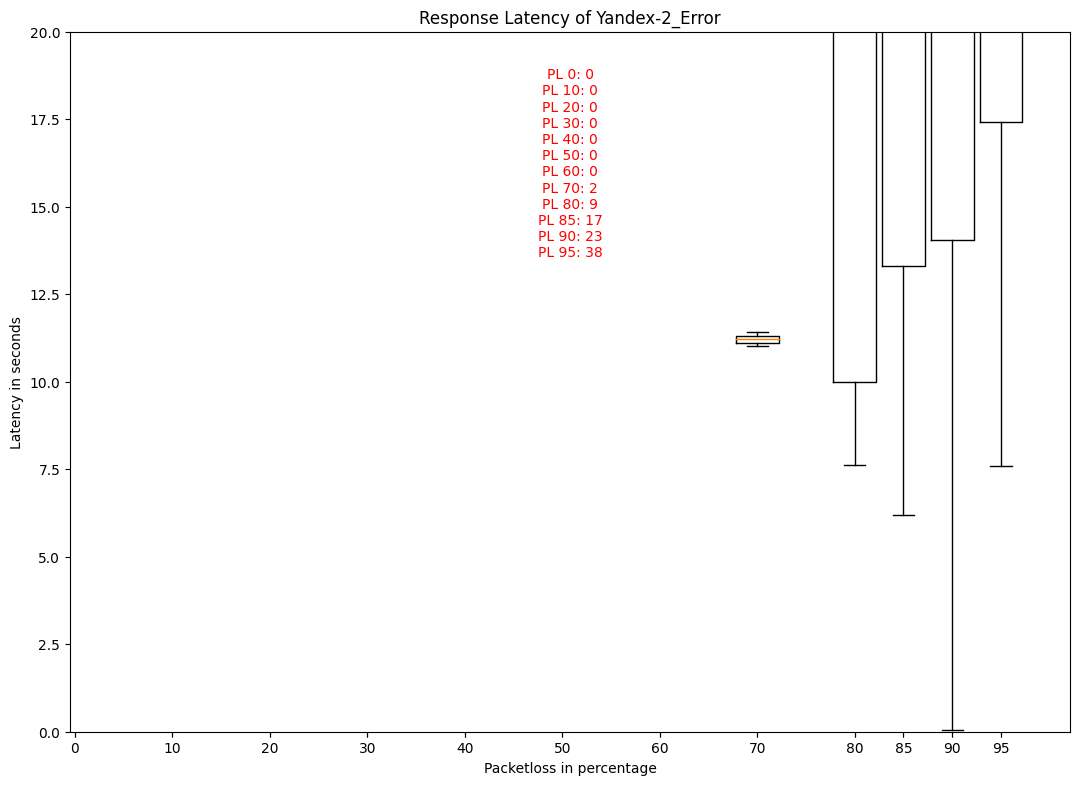 Response Latency of Yandex-2_Error
20.0
17.5
15.0
12.5
10.0
7.5
5.0
2.5
0.0
Latency in seconds
PL 0: 0
PL 10: 0
PL 20: 0
PL 30: 0
PL 40: 0
PL 50: 0
PL 60: 0
PL 70: 2
PL 80: 9
PL 85: 17
PL 90: 23
PL 95: 38
0 10 20 30 40 50 60 70 80 85 90 95
Packetloss in percentage